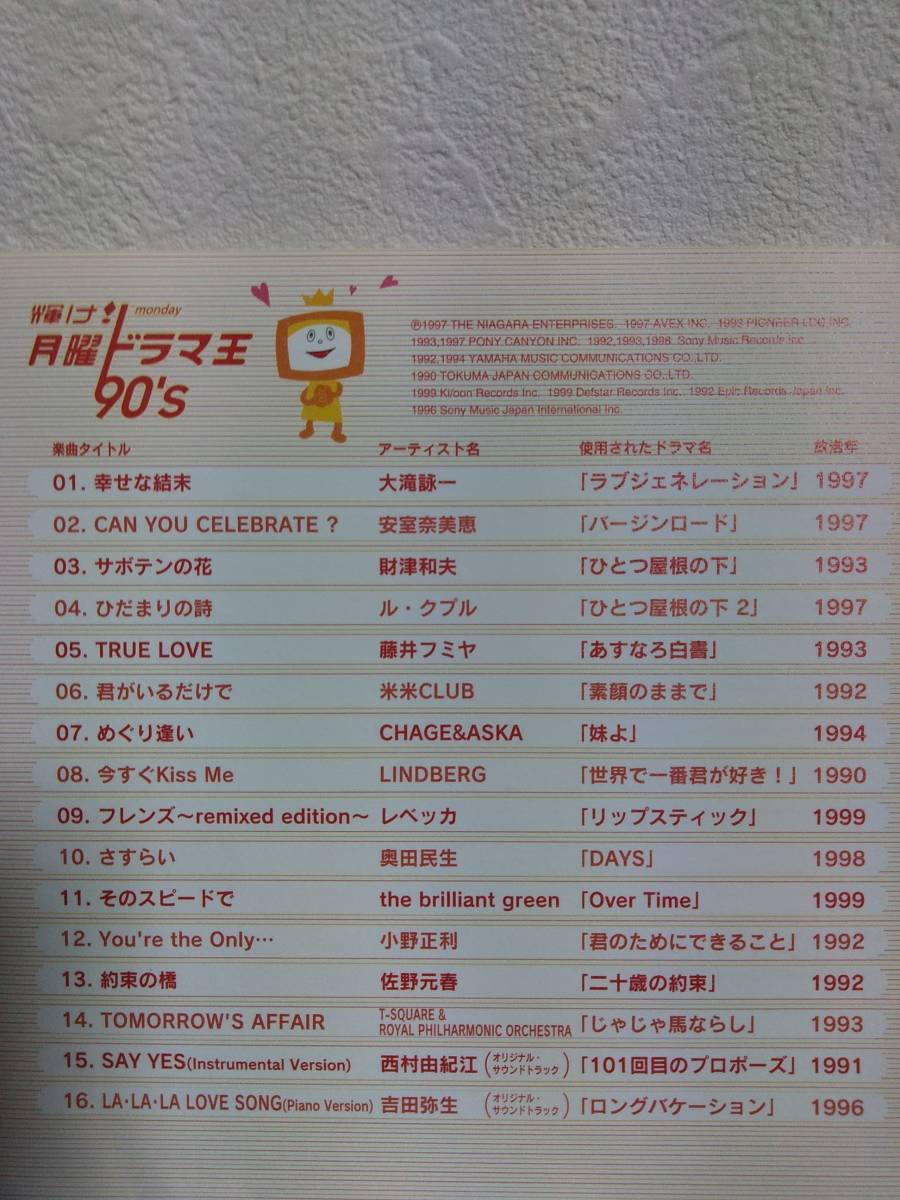 輝け!
monday
月曜ドラマ王
90's
℗1997 THE NIAGARA ENTERPRISES. 1997 AVEX INC. 1998 PIONEER LDC,INC.
1993,1997 PONY CANYON INC. 1992,1993,1996 Sony Music Records Inc.
1992,1994 YAMAHA MUSIC COMMUNICATIONS CO.,LTD.
1990 TOKUMA JAPAN COMMUNICATIONS CO.,LTD.
1999 Ki/oon Records Inc. 1999 Defstar Records Inc. 1992 Epic Records Japan Inc.
1996 Sony Music Japan International Inc.
楽曲タイトル アーティスト名 使用されたドラマ名 放送年
01. 幸せな結末 大滝詠一 「ラブジェネレーション」 1997
02. CAN YOU CELEBRATE ? 安室奈美恵 「バージンロード」 1997
03. サボテンの花 財津和夫 「ひとつ屋根の下」 1993
04. ひだまりの詩 ル・クプル 「ひとつ屋根の下 2」 1997
05. TRUE LOVE 藤井フミヤ 「あすなろ白書」 1993
06. 君がいるだけで 米米CLUB 「素顔のままで」 1992
07. めぐり逢い CHAGE&ASKA 「妹よ」 1994
08. 今すぐKiss Me LINDBERG 「世界で一番君が好き!」 1990
09. フレンズ〜remixed edition〜 レベッカ 「リップスティック」 1999
10. さすらい 奥田民生 「DAYS」 1998
11. そのスピードで the brilliant green 「Over Time」 1999
12. You're the Only… 小野正利 「君のためにできること」 1992
13. 約束の橋 佐野元春 「二十歳の約束」 1992
14. TOMORROW'S AFFAIR T-SQUARE & ROYAL PHILHARMONIC ORCHESTRA 「じゃじゃ馬ならし」 1993
15. SAY YES(Instrumental Version) 西村由紀江 (オリジナル・サウンドトラック) 「101回目のプロポーズ」 1991
16. LA・LA・LA LOVE SONG(Piano Version) 吉田弥生 (オリジナル・サウンドトラック) 「ロングバケーション」 1996